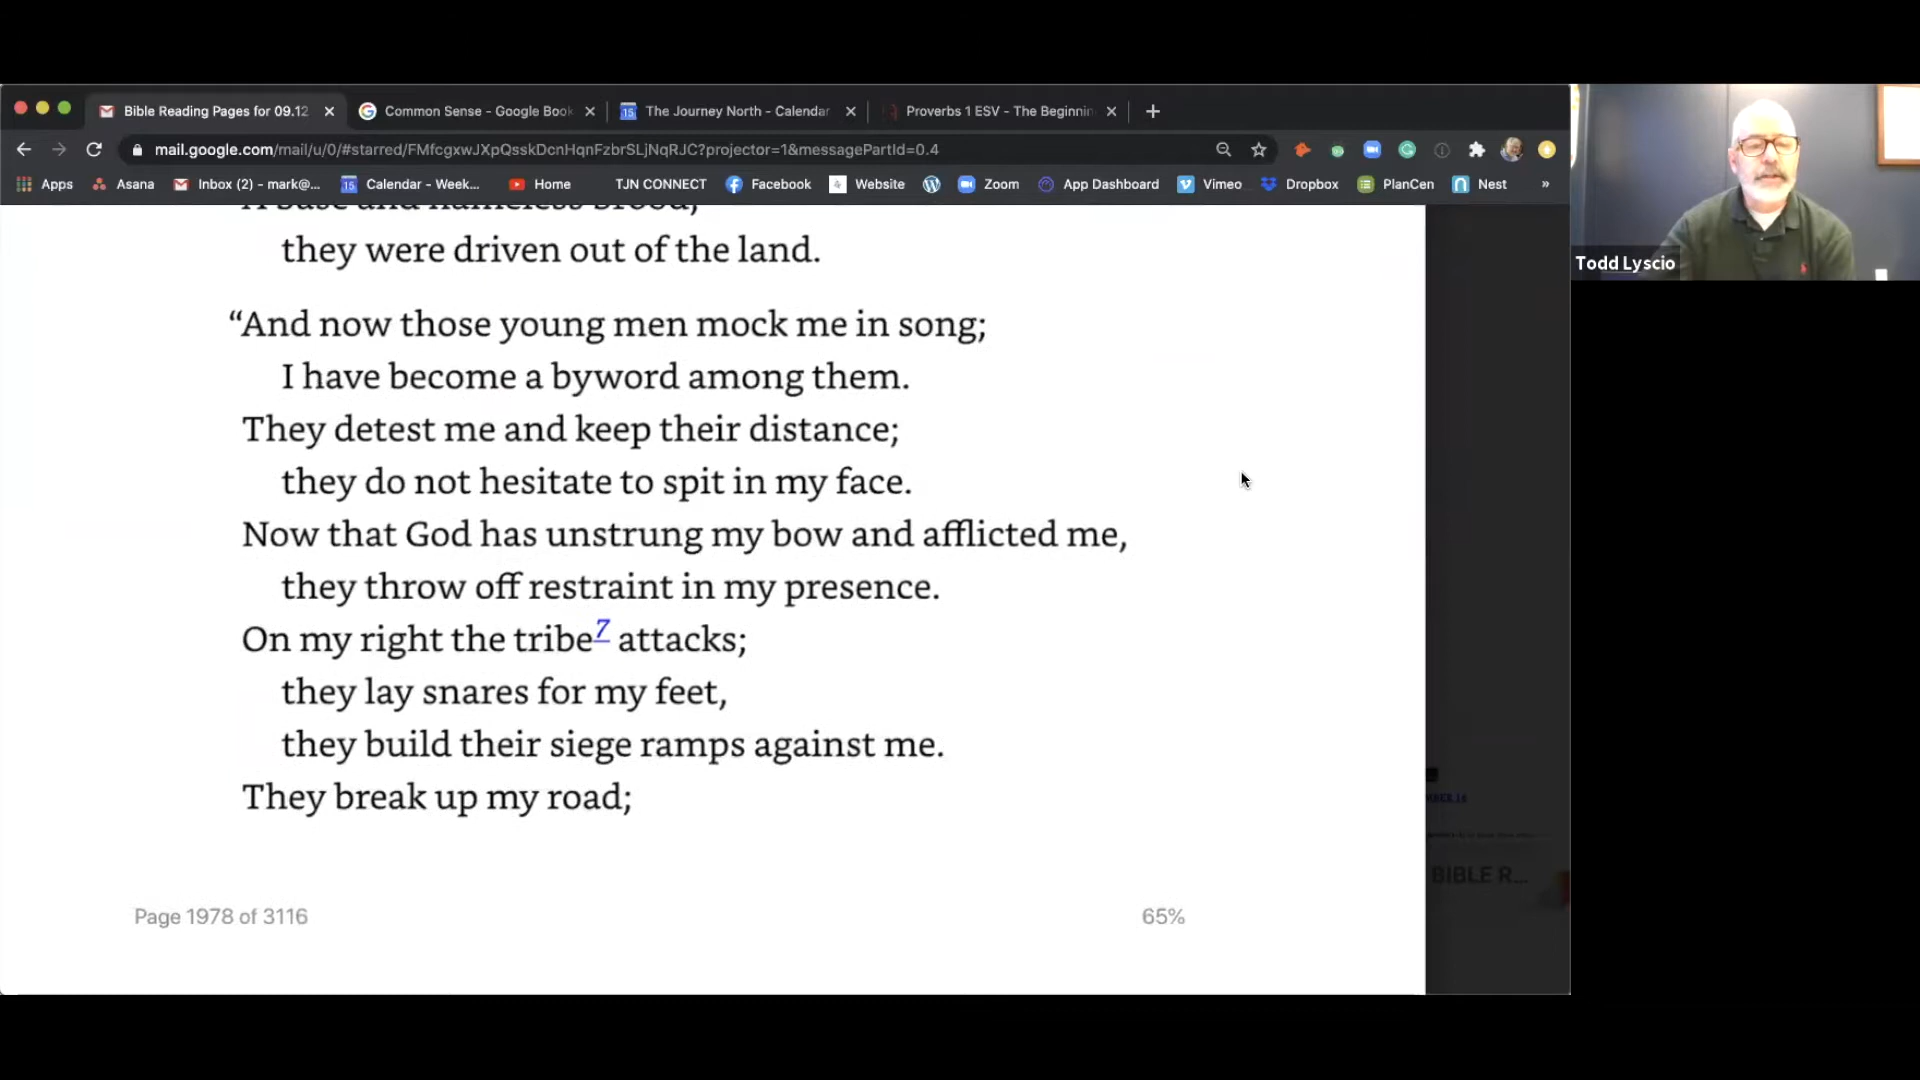 Bible Reading Pages for 09.12
Common Sense - Google Book
The Journey North - Calendar
Proverbs 1 ESV - The Beginnin
mail.google.com/mail/u/0/#starred/FMfcgxwJXpQsskDcnHqnFzbrSLjNqRJC?projector=1&messagePartId=0.4
Apps Asana Inbox (2) - mark@... 15 Calendar - Week... Home TJN CONNECT Facebook Website Zoom App Dashboard Vimeo Dropbox PlanCen Nest »
A base and nameless brood,
they were driven out of the land.
“And now those young men mock me in song;
I have become a byword among them.
They detest me and keep their distance;
they do not hesitate to spit in my face.
Now that God has unstrung my bow and afflicted me,
they throw off restraint in my presence.
On my right the tribe7 attacks;
they lay snares for my feet,
they build their siege ramps against me.
They break up my road;
Page 1978 of 3116 65%
BIBLE R...
Todd Lyscio